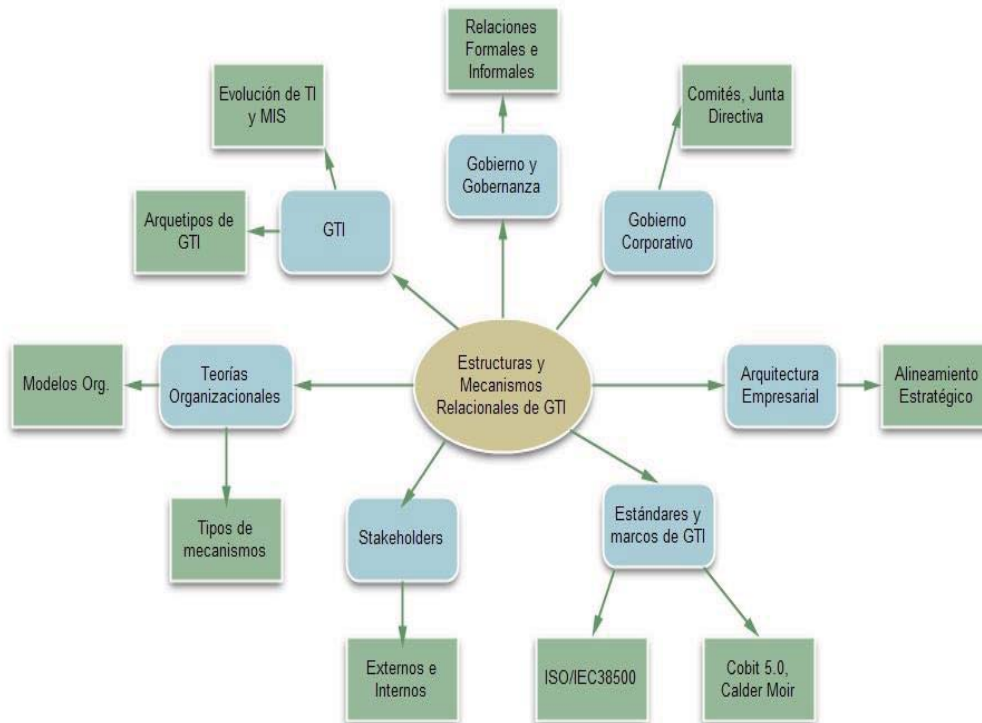 Relaciones
Formales e
Informales
Evolución de TI
y MIS
Comités, Junta
Directiva
Gobierno y
Gobernanza
Arquetipos de
GTI
GTI
Gobierno
Corporativo
Modelos Org.
Teorías
Organizacionales
Estructuras y
Mecanismos
Relacionales de GTI
Arquitectura
Empresarial
Alineamiento
Estratégico
Tipos de
mecanismos
Stakeholders
Estándares y
marcos de GTI
Externos e
Internos
ISO/IEC38500
Cobit 5.0,
Calder Moir